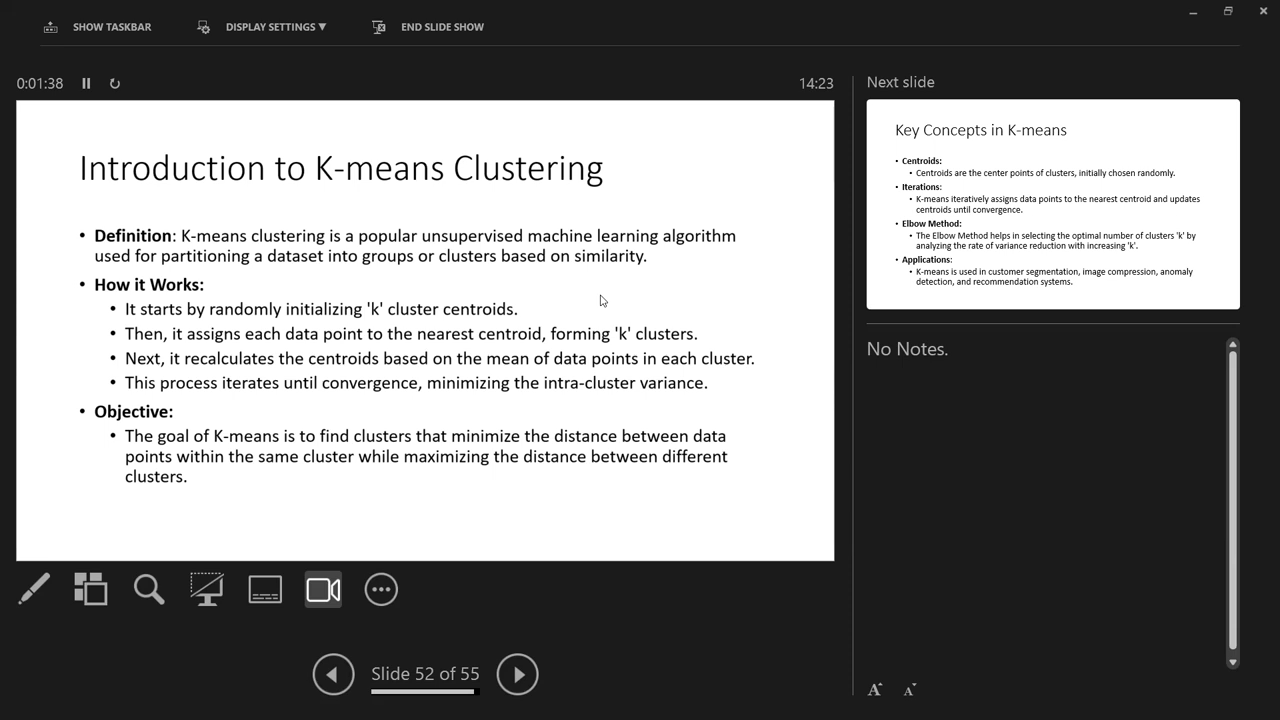 SHOW TASKBAR
DISPLAY SETTINGS ▼
END SLIDE SHOW
0:01:38
14:23
Introduction to K-means Clustering
• Definition: K-means clustering is a popular unsupervised machine learning algorithm
used for partitioning a dataset into groups or clusters based on similarity.
• How it Works:
• It starts by randomly initializing 'k' cluster centroids.
• Then, it assigns each data point to the nearest centroid, forming 'k' clusters.
• Next, it recalculates the centroids based on the mean of data points in each cluster.
• This process iterates until convergence, minimizing the intra-cluster variance.
• Objective:
• The goal of K-means is to find clusters that minimize the distance between data
points within the same cluster while maximizing the distance between different
clusters.
Slide 52 of 55
Next slide
Key Concepts in K-means
• Centroids:
• Centroids are the center points of clusters, initially chosen randomly.
• Iterations:
• K-means iteratively assigns data points to the nearest centroid and updates
centroids until convergence.
• Elbow Method:
• The Elbow Method helps in selecting the optimal number of clusters 'k' by
analyzing the rate of variance reduction with increasing 'k'.
• Applications:
• K-means is used in customer segmentation, image compression, anomaly
detection, and recommendation systems.
No Notes.
A A